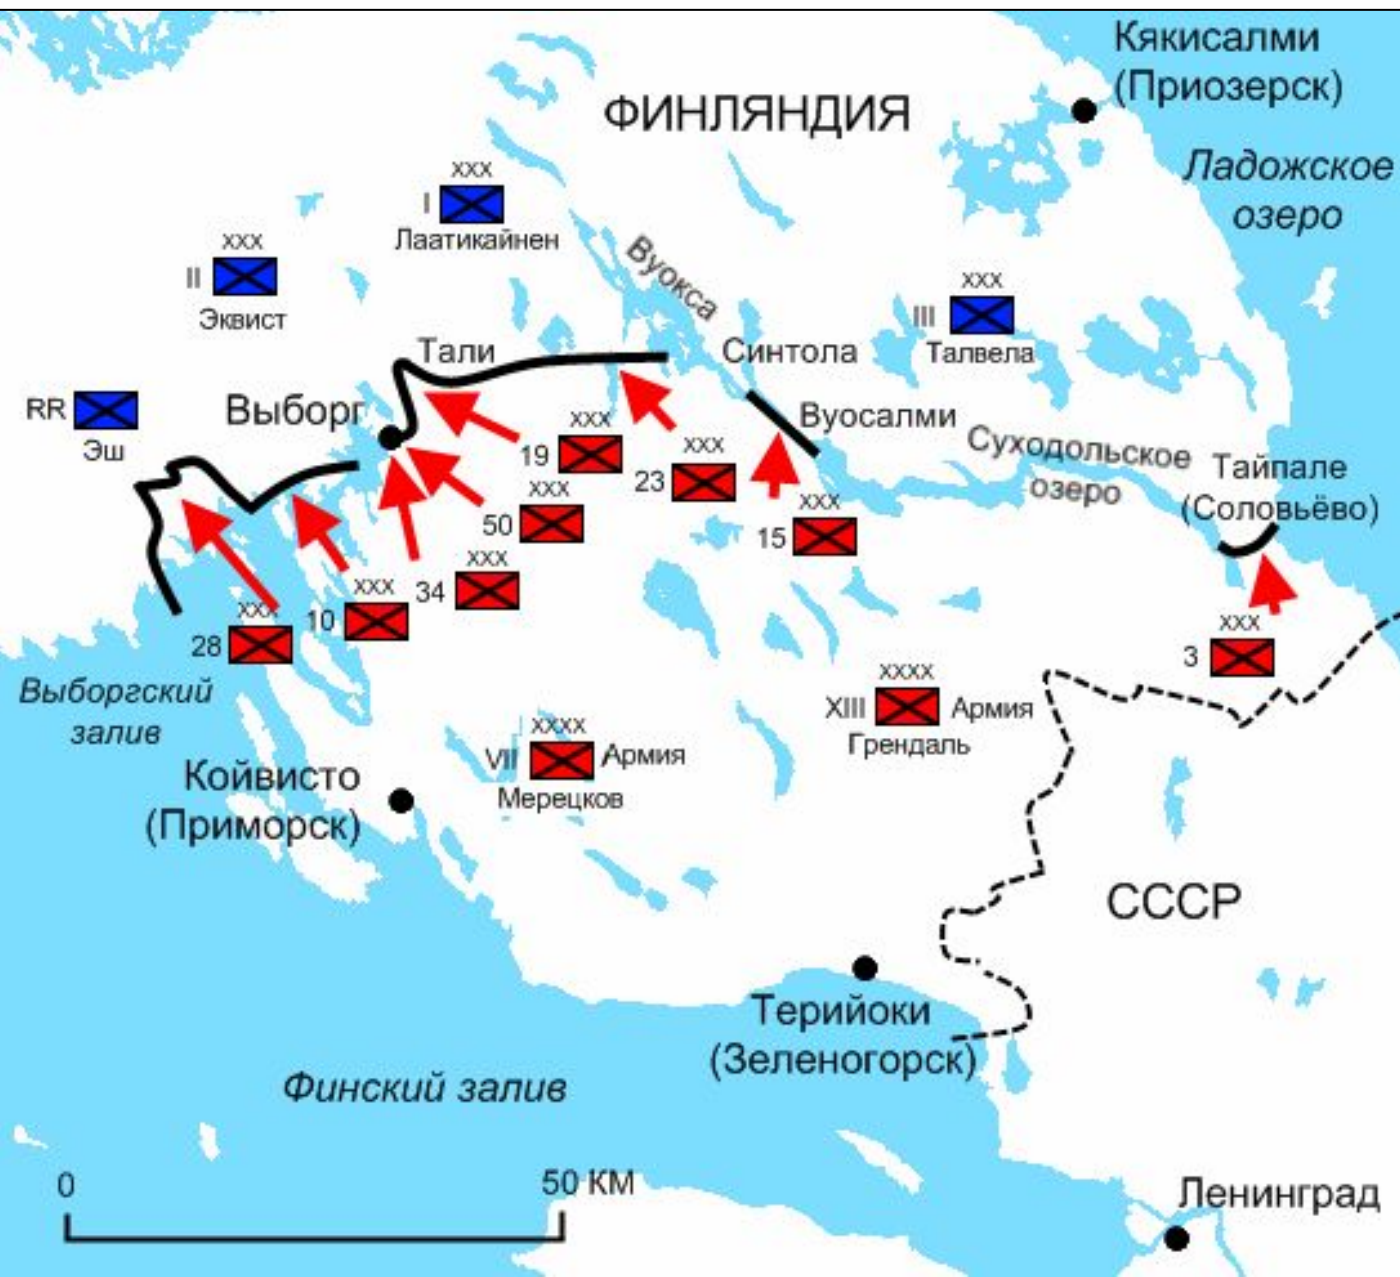 Кякисалми
(Приозерск)
ФИНЛЯНДИЯ
Ладожское
озеро
XXX
I
Лаатикайнен
XXX
II
Эквист
Вуокса
XXX
III
Талвела
Тали
Синтола
RR
Эш
Выборг
Вуосалми
XXX
19
XXX
23
Суходольское
озеро
Тайпале
(Соловьёво)
XXX
50
XXX
15
XXX
34
XXX
10
XXX
28
XXX
3
Выборгский
залив
XXXX
XIII
Армия
Грендаль
XXXX
VII
Армия
Мерецков
Койвисто
(Приморск)
СССР
Терийоки
(Зеленогорск)
Финский залив
0
50 КМ
Ленинград